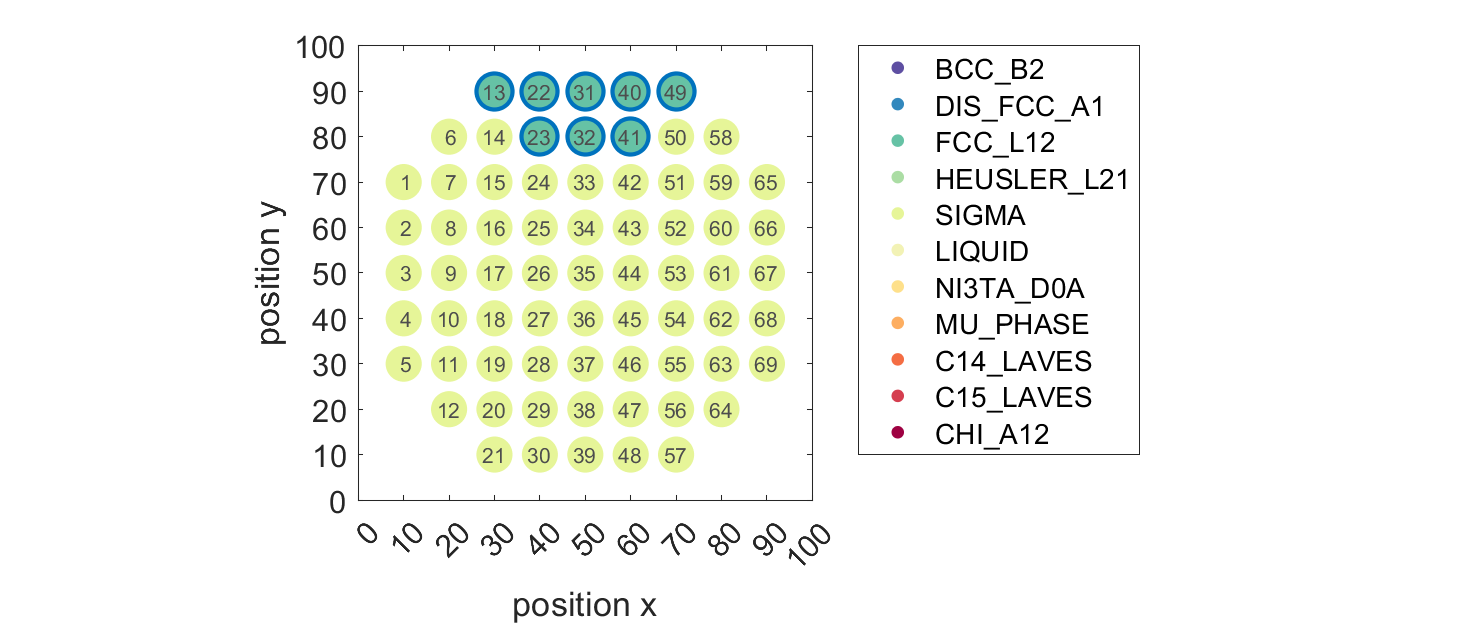 100
90
80
70
60
50
40
30
20
10
0
position y
13 22 31 40 49
6 14 23 32 41 50 58
1 7 15 24 33 42 51 59 65
2 8 16 25 34 43 52 60 66
3 9 17 26 35 44 53 61 67
4 10 18 27 36 45 54 62 68
5 11 19 28 37 46 55 63 69
12 20 29 38 47 56 64
21 30 39 48 57
0 10 20 30 40 50 60 70 80 90 100
position x
BCC_B2
DIS_FCC_A1
FCC_L12
HEUSLER_L21
SIGMA
LIQUID
NI3TA_D0A
MU_PHASE
C14_LAVES
C15_LAVES
CHI_A12